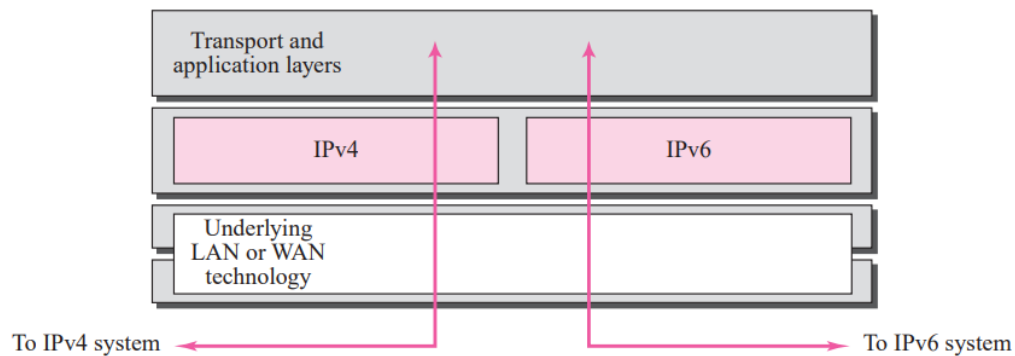 Transport and
application layers
IPv4
IPv6
Underlying
LAN or WAN
technology
To IPv4 system
To IPv6 system